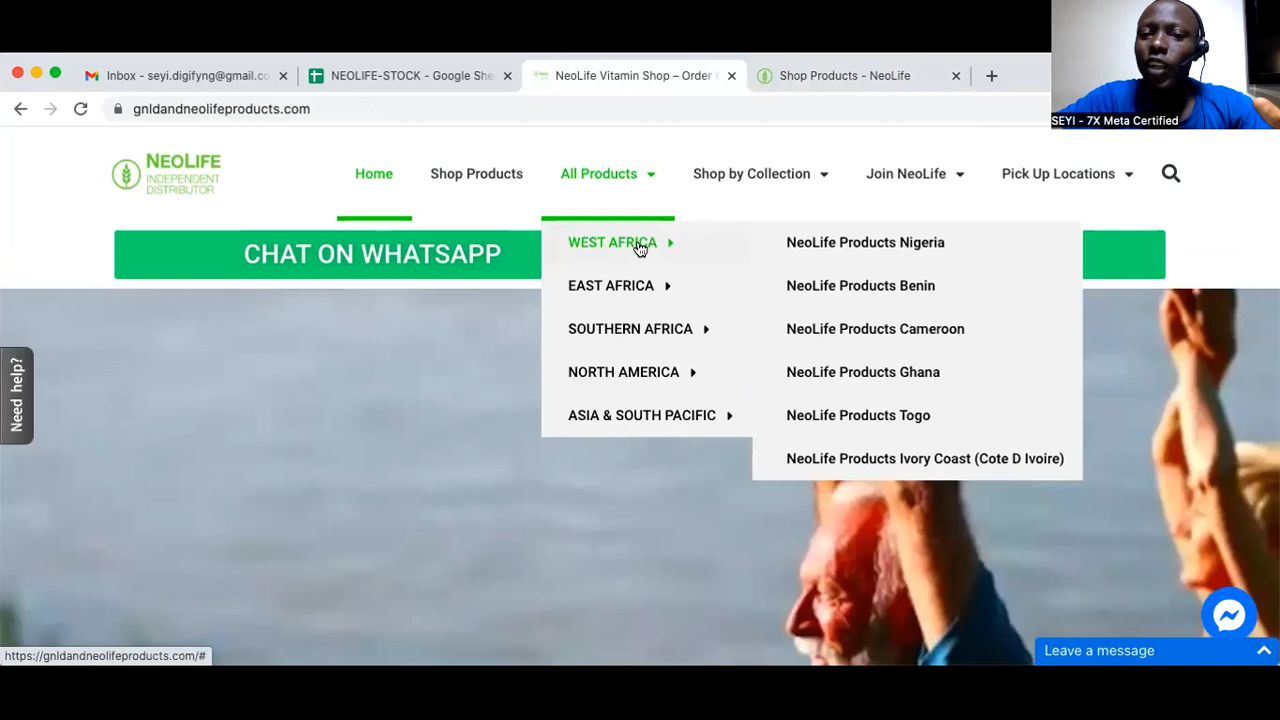 SEYI - 7X Meta Certified
Inbox - seyi.digifyng@gmail.co
NEOLIFE-STOCK - Google She
NeoLife Vitamin Shop – Order
Shop Products - NeoLife
gnldandneolifeproducts.com
NEOLIFE
INDEPENDENT
DISTRIBUTOR
Home
Shop Products
All Products
Shop by Collection
Join NeoLife
Pick Up Locations
CHAT ON WHATSAPP
WEST AFRICA
EAST AFRICA
SOUTHERN AFRICA
NORTH AMERICA
ASIA & SOUTH PACIFIC
NeoLife Products Nigeria
NeoLife Products Benin
NeoLife Products Cameroon
NeoLife Products Ghana
NeoLife Products Togo
NeoLife Products Ivory Coast (Cote D Ivoire)
Need help?
Leave a message
https://gnldandneolifeproducts.com/#